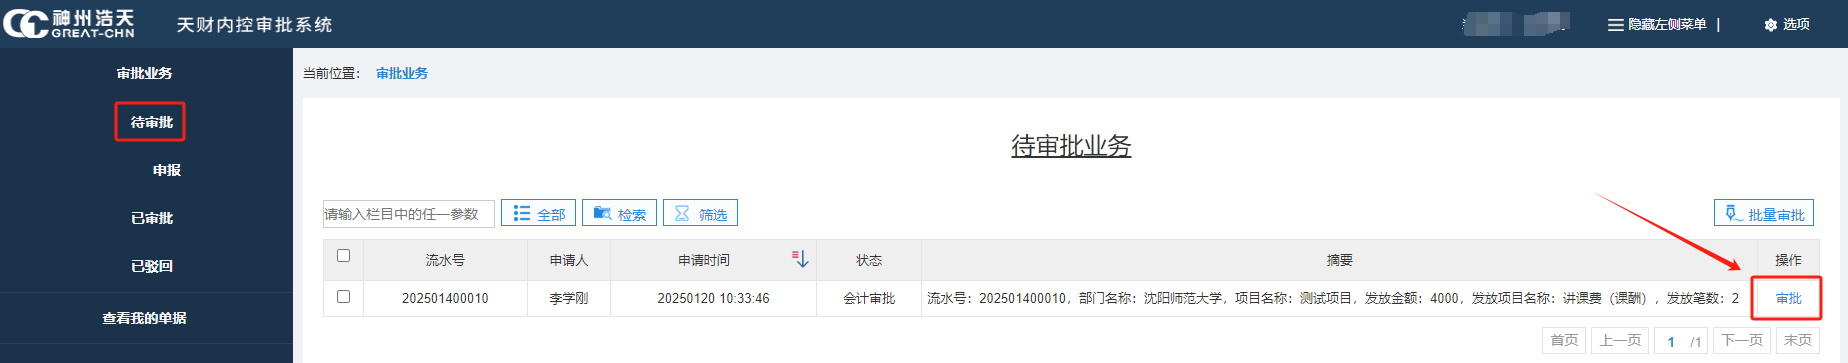 神州浩天
GREAT-CHN
天财内控审批系统
隐藏左侧菜单 |
选项
审批业务
待审批
申报
已审批
已驳回
查看我的单据
当前位置： 审批业务
待审批业务
请输入栏目中的任一参数 全部 检索 筛选 批量审批
流水号 申请人 申请时间 状态 摘要 操作
202501400010 李学刚 20250120 10:33:46 会计审批 流水号：202501400010，部门名称：沈阳师范大学，项目名称：测试项目，发放金额：4000，发放项目名称：讲课费（课酬），发放笔数：2 审批
首页 上一页 1 /1 下一页 末页